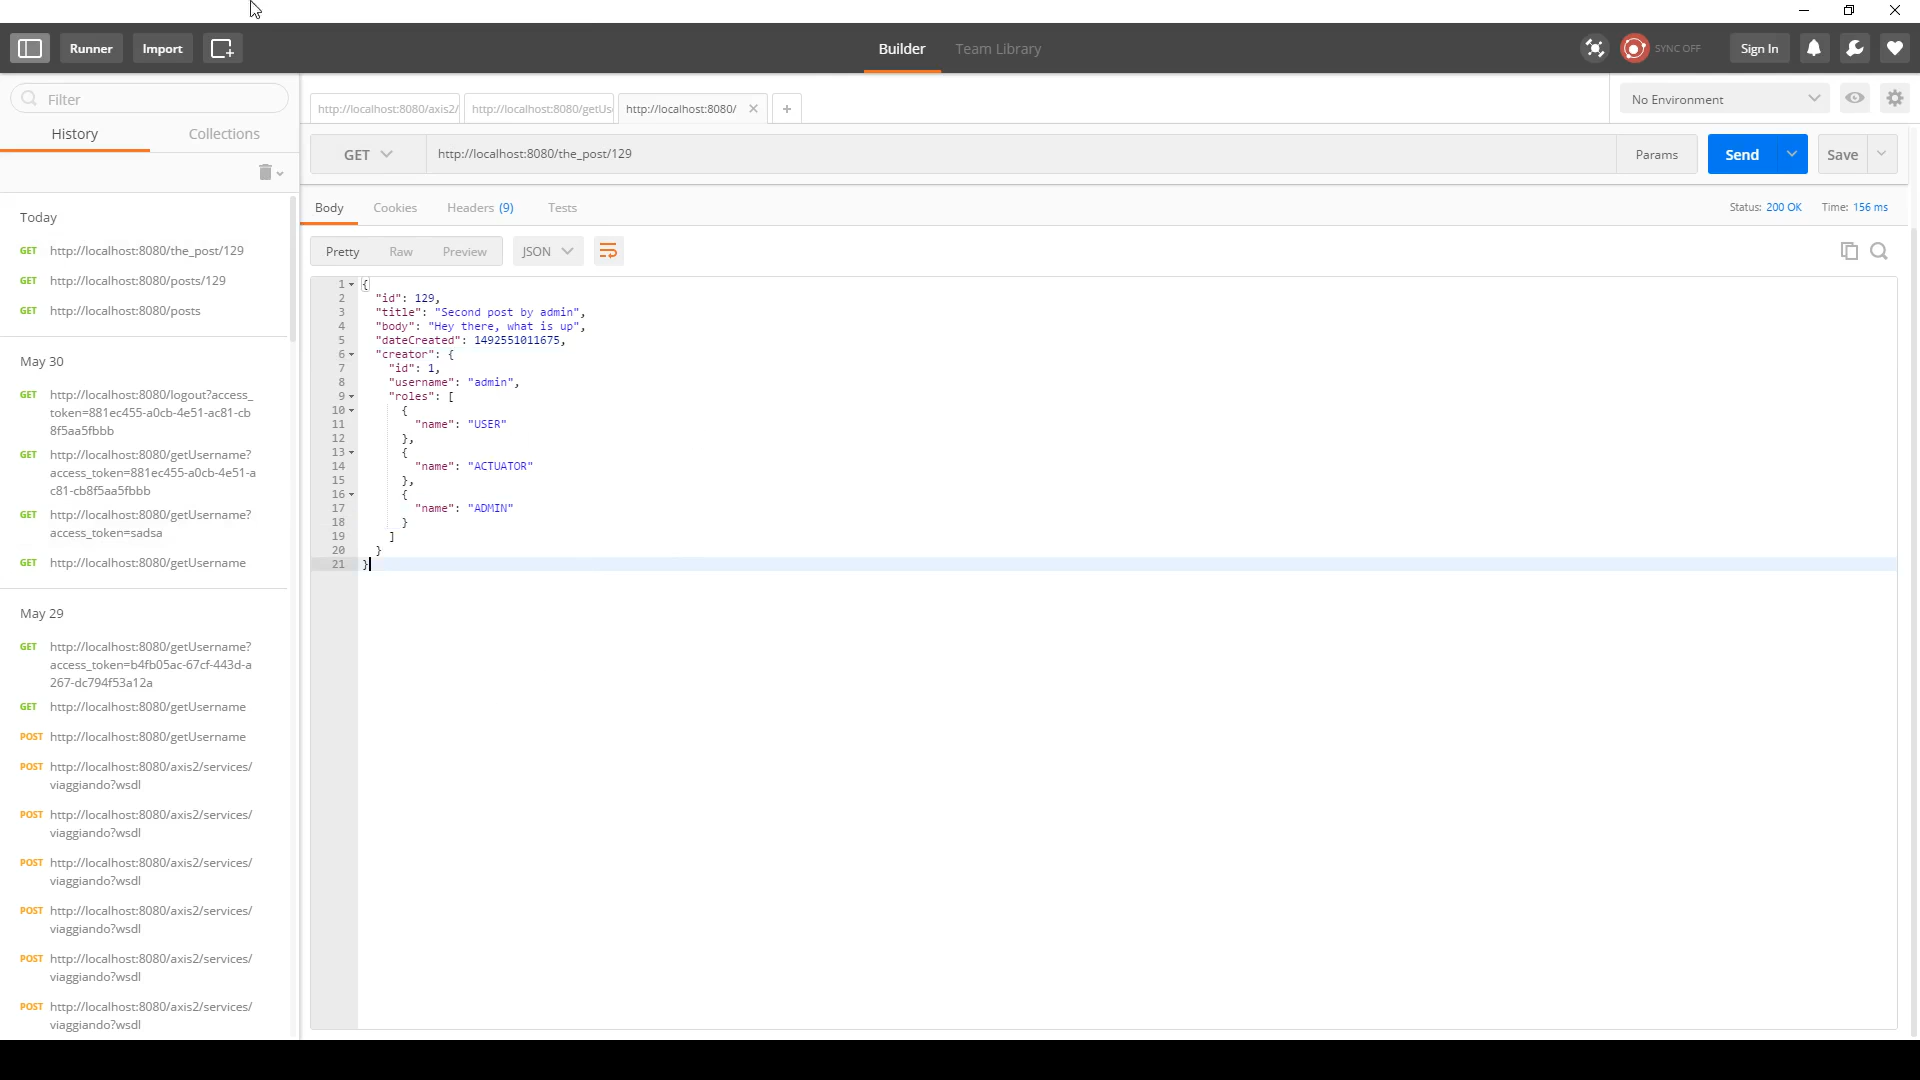 Runner
Import
Builder
Team Library
SYNC OFF
Sign In
Filter
History
Collections
Today
GET http://localhost:8080/the_post/129
GET http://localhost:8080/posts/129
GET http://localhost:8080/posts
May 30
GET http://localhost:8080/logout?access_
token=881ec455-a0cb-4e51-ac81-cb
8f5aa5fbbb
GET http://localhost:8080/getUsername?
access_token=881ec455-a0cb-4e51-a
c81-cb8f5aa5fbbb
GET http://localhost:8080/getUsername?
access_token=sadsa
GET http://localhost:8080/getUsername
May 29
GET http://localhost:8080/getUsername?
access_token=b4fb05ac-67cf-443d-a
267-dc794f53a12a
GET http://localhost:8080/getUsername
POST http://localhost:8080/getUsername
POST http://localhost:8080/axis2/services/
viaggiando?wsdl
POST http://localhost:8080/axis2/services/
viaggiando?wsdl
POST http://localhost:8080/axis2/services/
viaggiando?wsdl
POST http://localhost:8080/axis2/services/
viaggiando?wsdl
POST http://localhost:8080/axis2/services/
viaggiando?wsdl
POST http://localhost:8080/axis2/services/
viaggiando?wsdl
http://localhost:8080/axis2/
http://localhost:8080/getUs
http://localhost:8080/
No Environment
GET
http://localhost:8080/the_post/129
Params
Send
Save
Body
Cookies
Headers (9)
Tests
Status: 200 OK
Time: 156 ms
Pretty
Raw
Preview
JSON
1 {
2 "id": 129,
3 "title": "Second post by admin",
4 "body": "Hey there, what is up",
5 "dateCreated": 1492551011675,
6 "creator": {
7 "id": 1,
8 "username": "admin",
9 "roles": [
10 {
11 "name": "USER"
12 },
13 {
14 "name": "ACTUATOR"
15 },
16 {
17 "name": "ADMIN"
18 }
19 ]
20 }
21 }